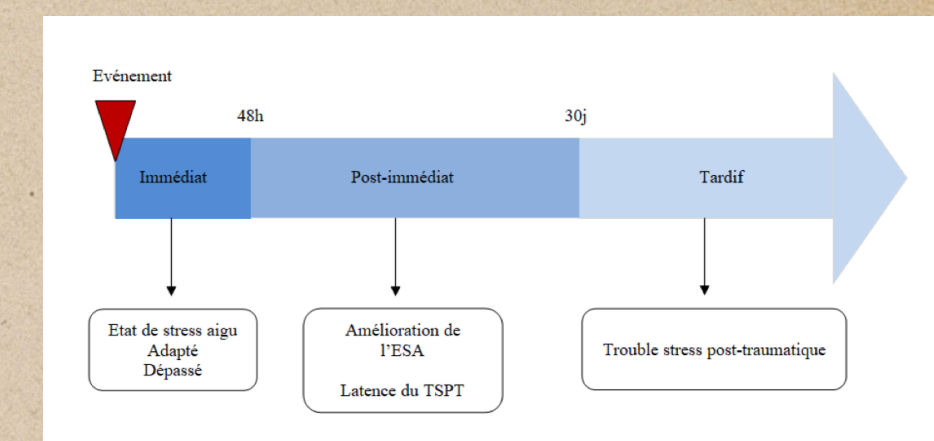 Evénement
48h
30j
Immédiat
Post-immédiat
Tardif
Etat de stress aigu
Adapté
Dépassé
Amélioration de
l'ESA
Latence du TSPT
Trouble stress post-traumatique